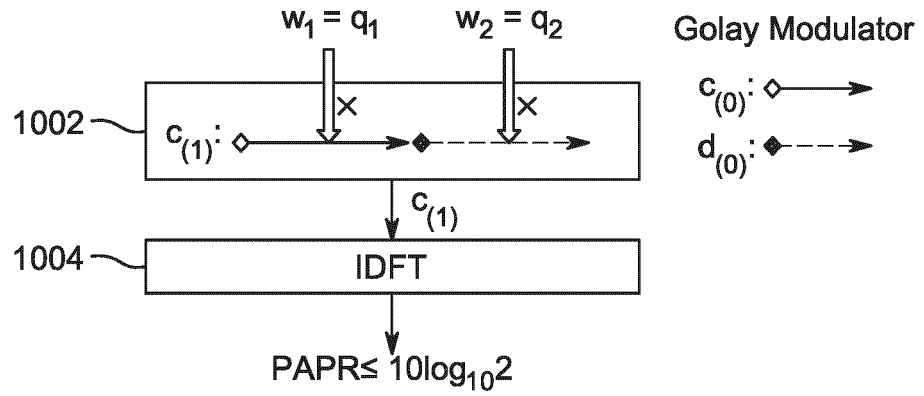 w₁ = q₁
w₂ = q₂
Golay Modulator
1002
c₍₁₎:
×
×
c₍₀₎:
d₍₀₎:
c₍₁₎
1004
IDFT
PAPR≤ 10log₁₀2